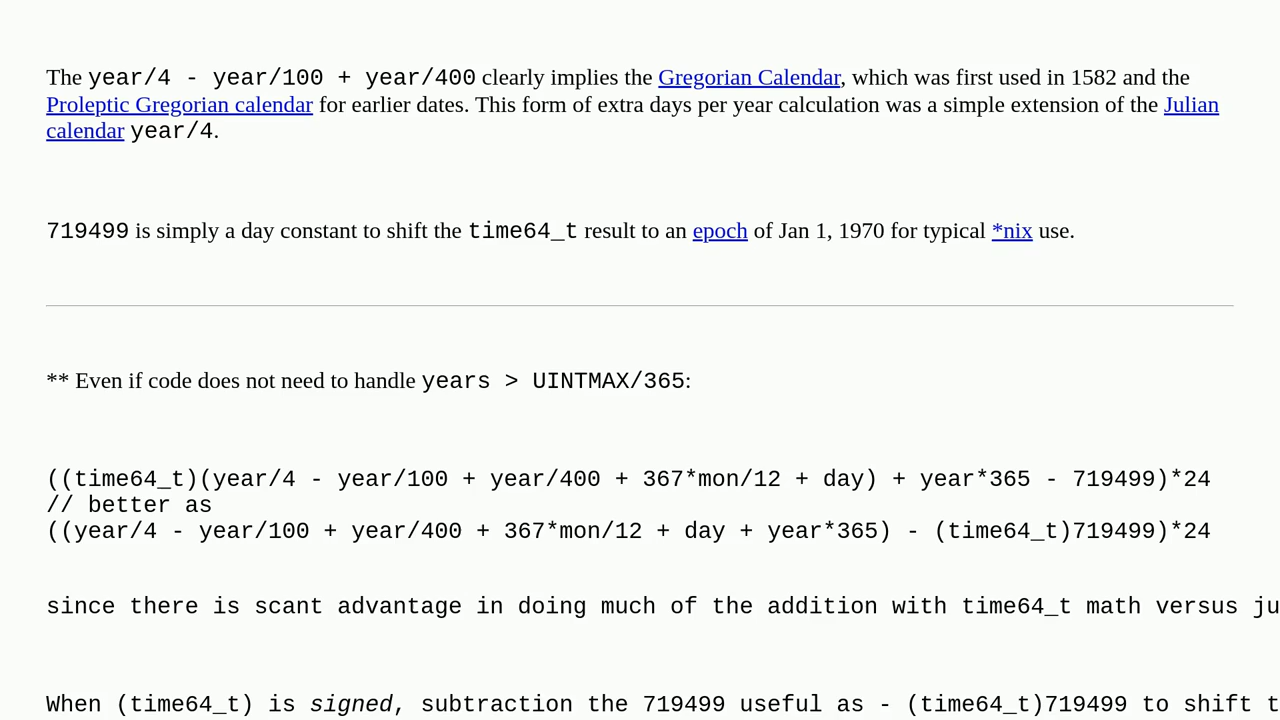 The year/4 - year/100 + year/400 clearly implies the Gregorian Calendar, which was first used in 1582 and the
Proleptic Gregorian calendar for earlier dates. This form of extra days per year calculation was a simple extension of the Julian
calendar year/4.
719499 is simply a day constant to shift the time64_t result to an epoch of Jan 1, 1970 for typical *nix use.
** Even if code does not need to handle years > UINTMAX/365:
((time64_t)(year/4 - year/100 + year/400 + 367*mon/12 + day) + year*365 - 719499)*24
// better as
((year/4 - year/100 + year/400 + 367*mon/12 + day + year*365) - (time64_t)719499)*24
since there is scant advantage in doing much of the addition with time64_t math versus
When (time64_t) is signed, subtraction the 719499 useful as - (time64_t)719499 to shift